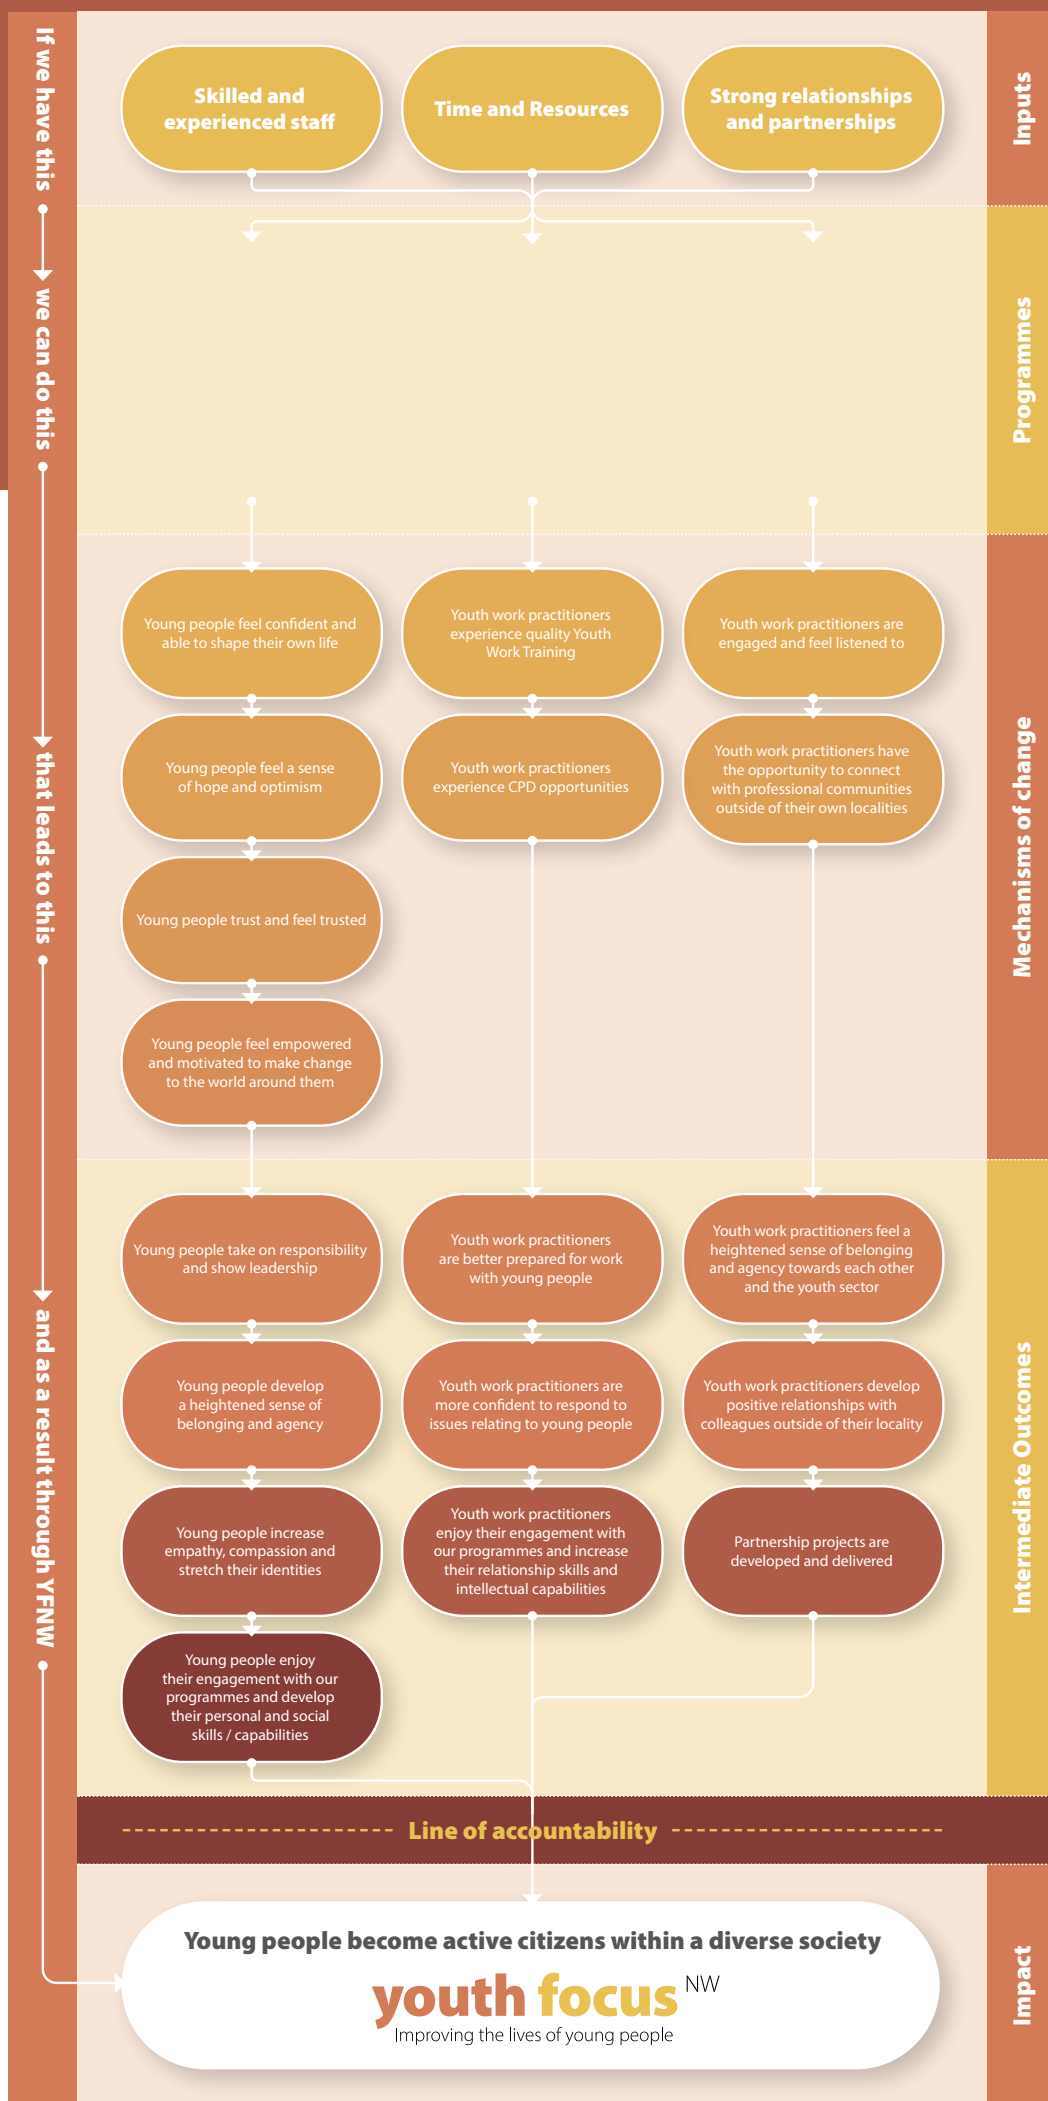 If we have this
we can do this
that leads to this
and as a result through YFNW
Inputs
Skilled and
experienced staff
Time and Resources
Strong relationships
and partnerships
Programmes
Mechanisms of change
Young people feel confident and
able to shape their own life
Youth work practitioners
experience quality Youth
Work Training
Youth work practitioners are
engaged and feel listened to
Young people feel a sense
of hope and optimism
Youth work practitioners
experience CPD opportunities
Youth work practitioners have
the opportunity to connect
with professional communities
outside of their own localities
Young people trust and feel trusted
Young people feel empowered
and motivated to make change
to the world around them
Intermediate Outcomes
Young people take on responsibility
and show leadership
Youth work practitioners
are better prepared for work
with young people
Youth work practitioners feel a
heightened sense of belonging
and agency towards each other
and the youth sector
Young people develop
a heightened sense of
belonging and agency
Youth work practitioners are
more confident to respond to
issues relating to young people
Youth work practitioners develop
positive relationships with
colleagues outside of their locality
Young people increase
empathy, compassion and
stretch their identities
Youth work practitioners
enjoy their engagement with
our programmes and increase
their relationship skills and
intellectual capabilities
Partnership projects are
developed and delivered
Young people enjoy
their engagement with our
programmes and develop
their personal and social
skills / capabilities
Line of accountability
Impact
Young people become active citizens within a diverse society
youth focus NW
Improving the lives of young people